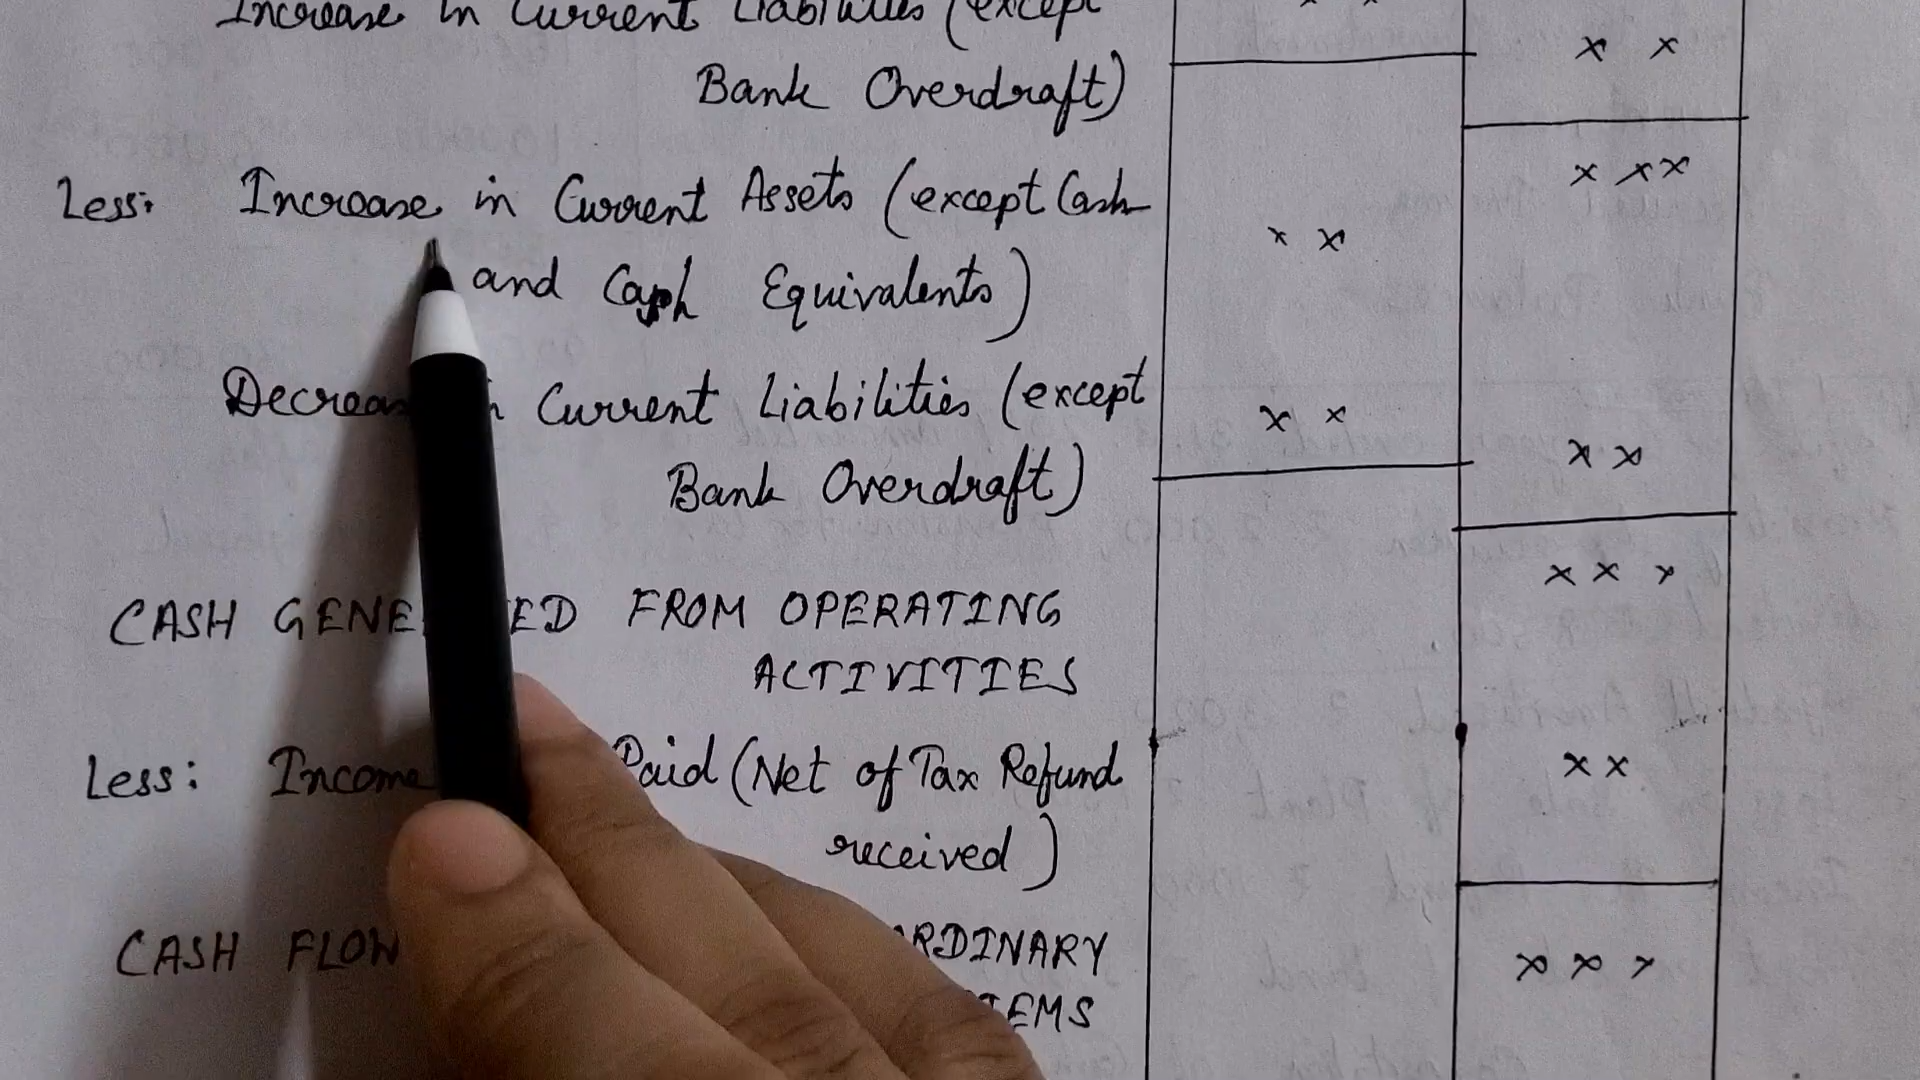 Increase in Current Liabilities (except
Bank Overdraft)
x x
x x x
Less: Increase in Current Assets (except Cash
and Cash Equivalents)
x x
Decrea in Current Liabilities (except
x x
Bank Overdraft)
x x
x x x
CASH GENE ED FROM OPERATING
ACTIVITIES
Less: Income Paid (Net of Tax Refund
x x
received)
CASH FLOW RDINARY
x x x
EMS